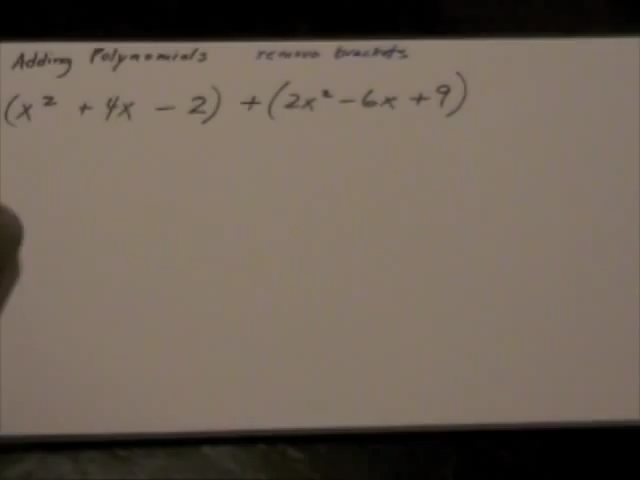 Adding Polynomials remove brackets
(x² + 4x - 2) + (2x² - 6x + 9)